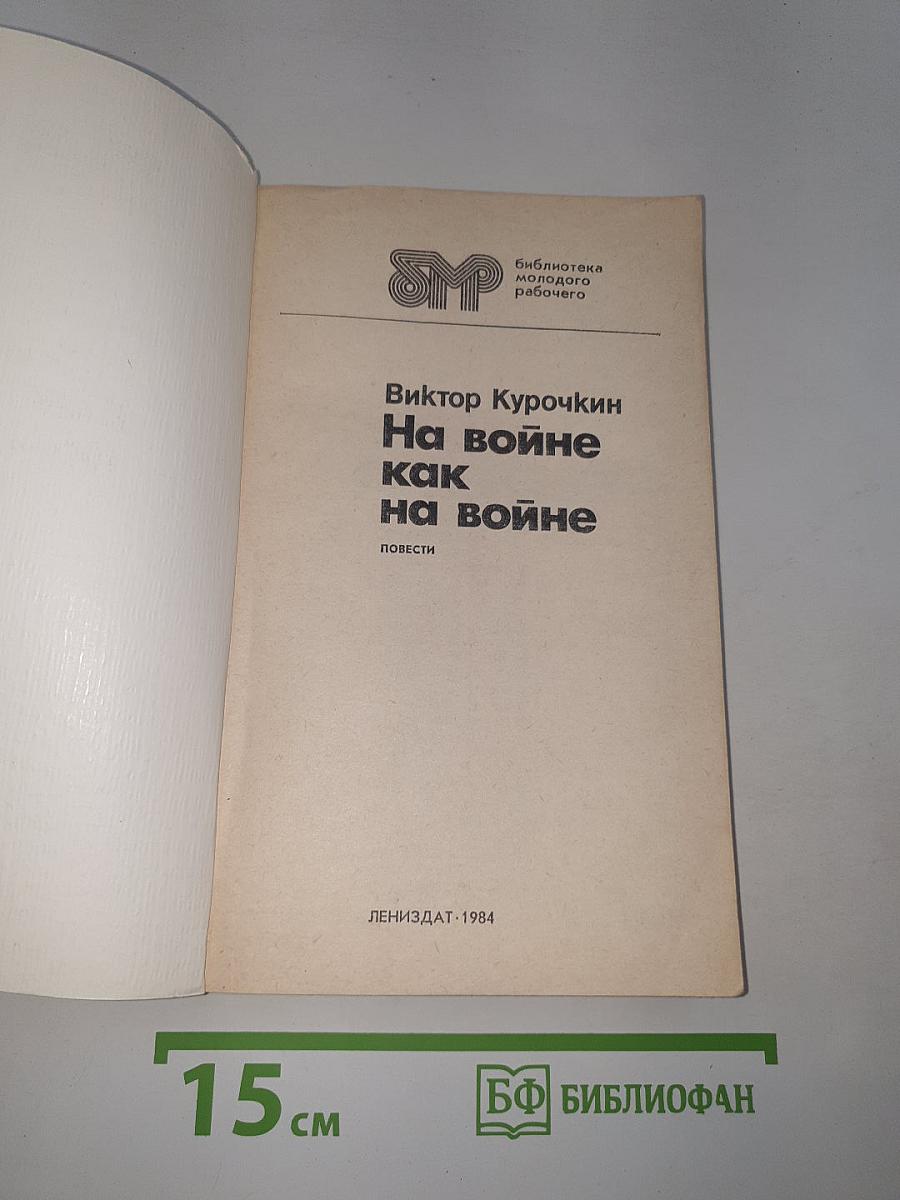 бмр
библиотека
молодого
рабочего
Виктор Курочкин
На войне
как
на войне
ПОВЕСТИ
ЛЕНИЗДАТ·1984
15 см
БФ БИБЛИОФАН